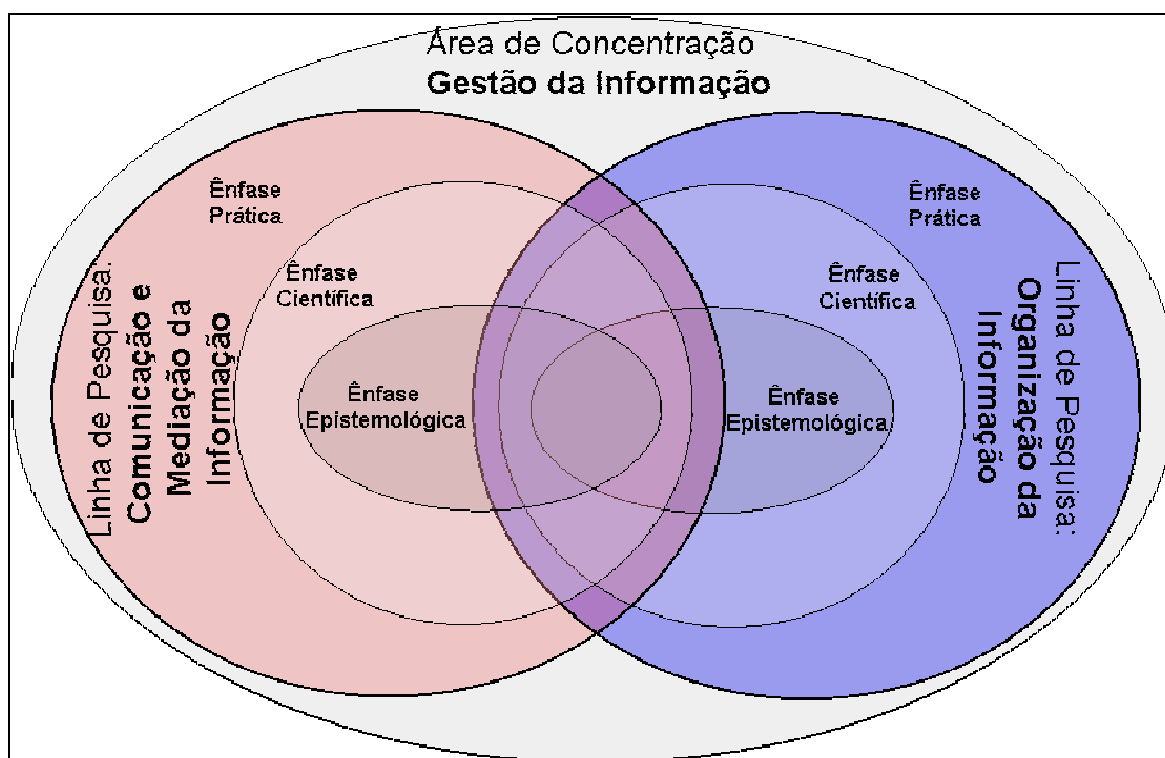 Área de Concentração
Gestão da Informação
Linha de Pesquisa:
Comunicação e
Mediação da
Informação
Ênfase
Prática
Ênfase
Científica
Ênfase
Epistemológica
Ênfase
Epistemológica
Ênfase
Científica
Ênfase
Prática
Linha de Pesquisa:
Organização da
Informação